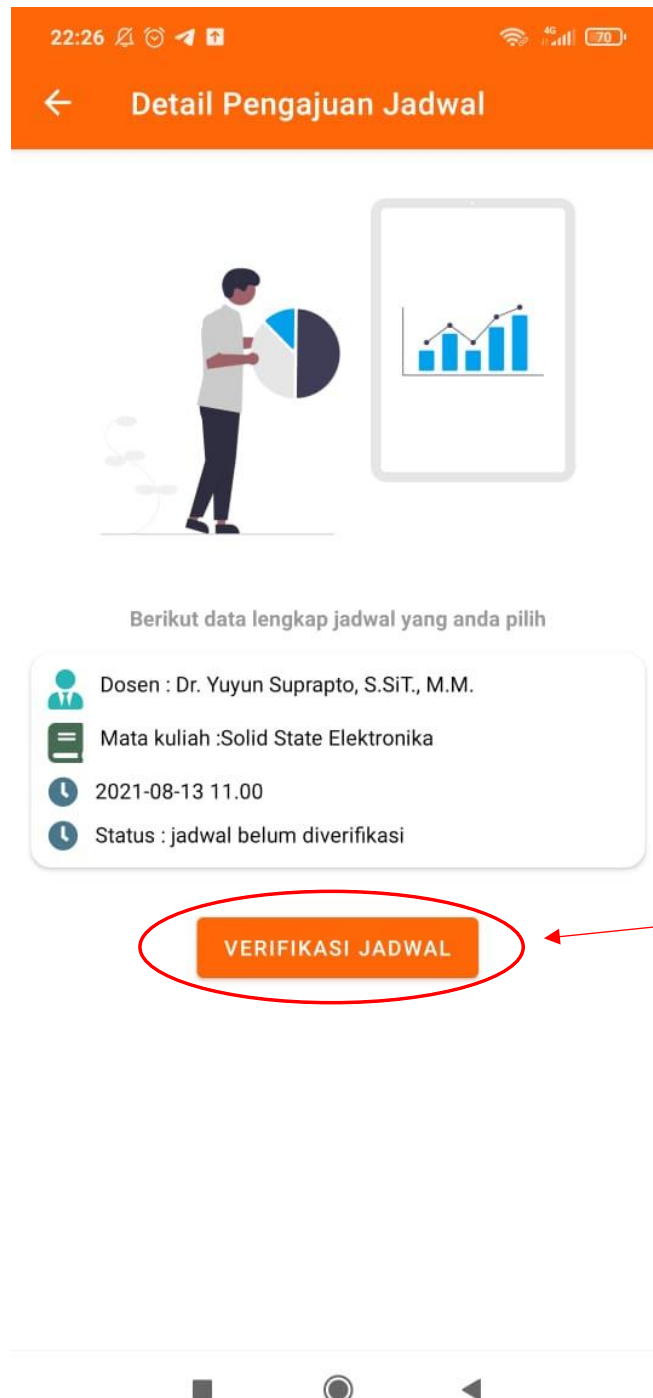 22:26
4G
70
Detail Pengajuan Jadwal
Berikut data lengkap jadwal yang anda pilih
Dosen : Dr. Yuyun Suprapto, S.SiT., M.M.
Mata kuliah :Solid State Elektronika
2021-08-13 11.00
Status : jadwal belum diverifikasi
VERIFIKASI JADWAL